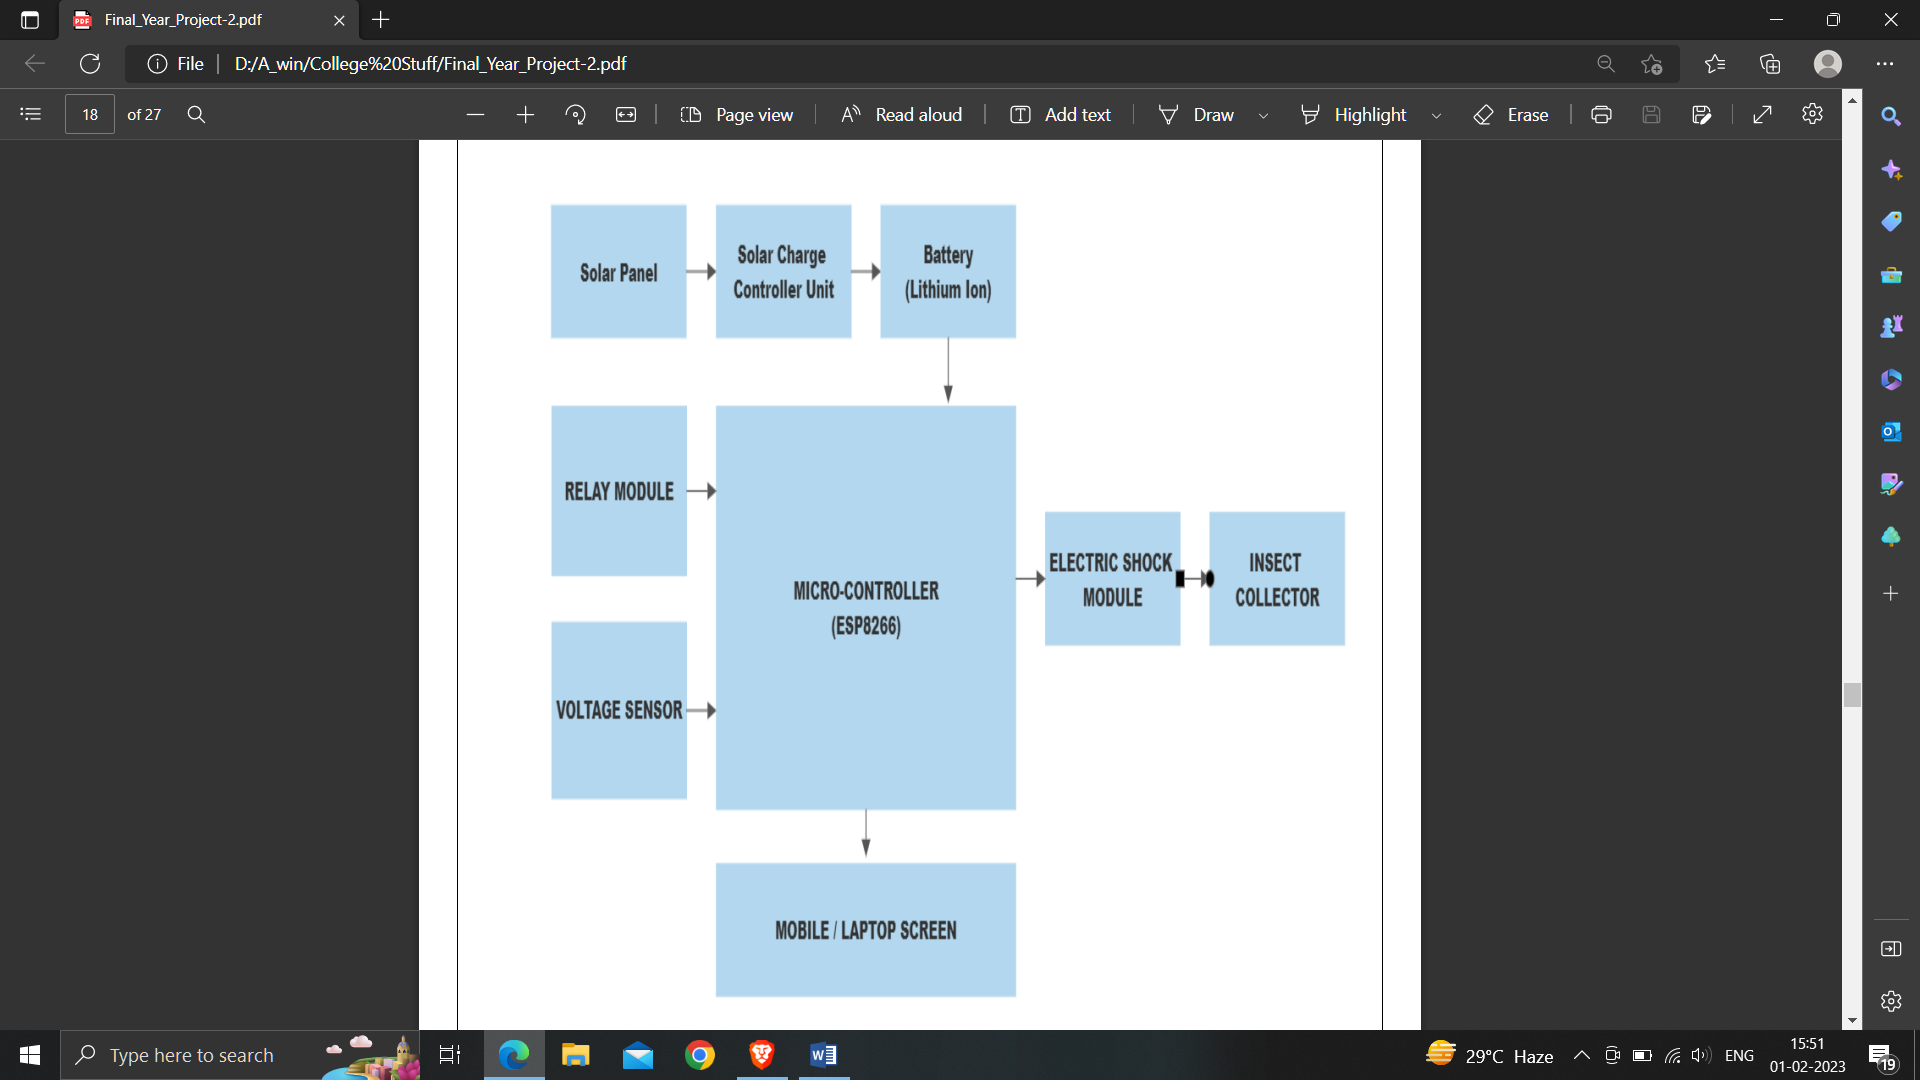 Final_Year_Project-2.pdf
File
D:/A_win/College%20Stuff/Final_Year_Project-2.pdf
18 of 27
Page view
Read aloud
Add text
Draw
Highlight
Erase
Solar Panel
Solar Charge
Controller Unit
Battery
(Lithium Ion)
RELAY MODULE
MICRO-CONTROLLER
(ESP8266)
ELECTRIC SHOCK
MODULE
INSECT
COLLECTOR
VOLTAGE SENSOR
MOBILE / LAPTOP SCREEN
Type here to search
29°C Haze
ENG
15:51
01-02-2023
19